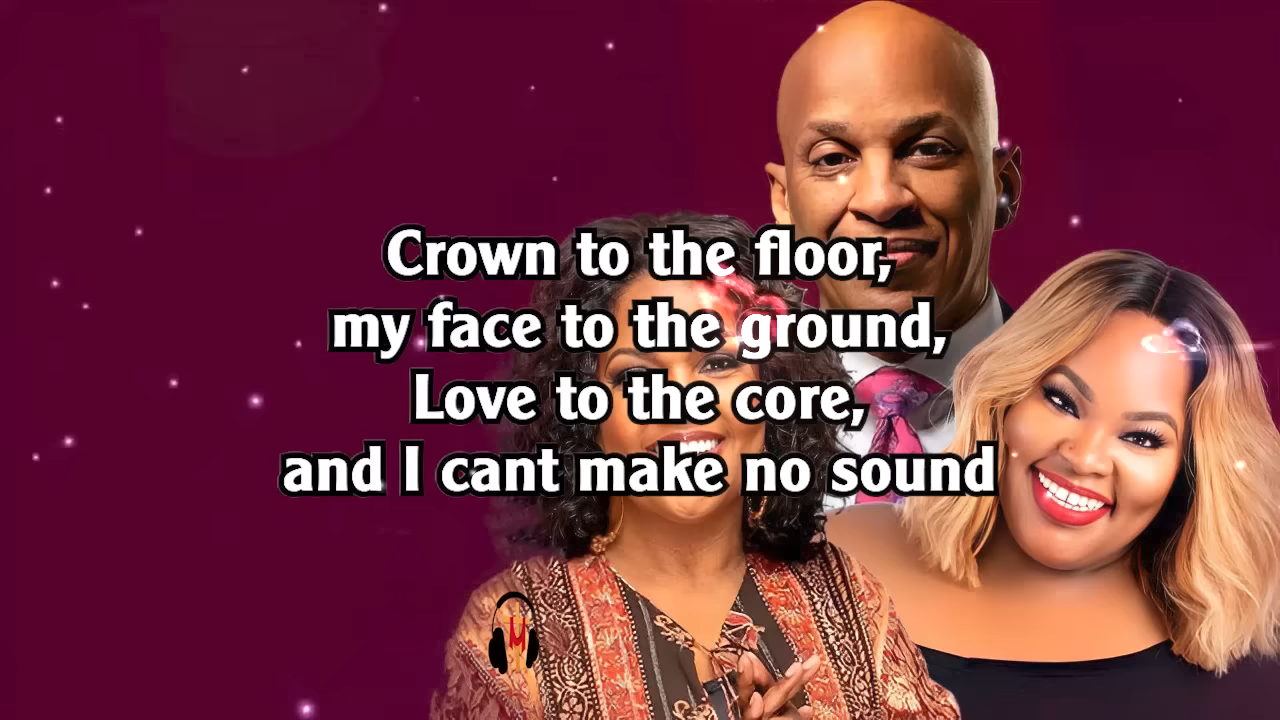 Crown to the floor,
my face to the ground,
Love to the core,
and I cant make no sound